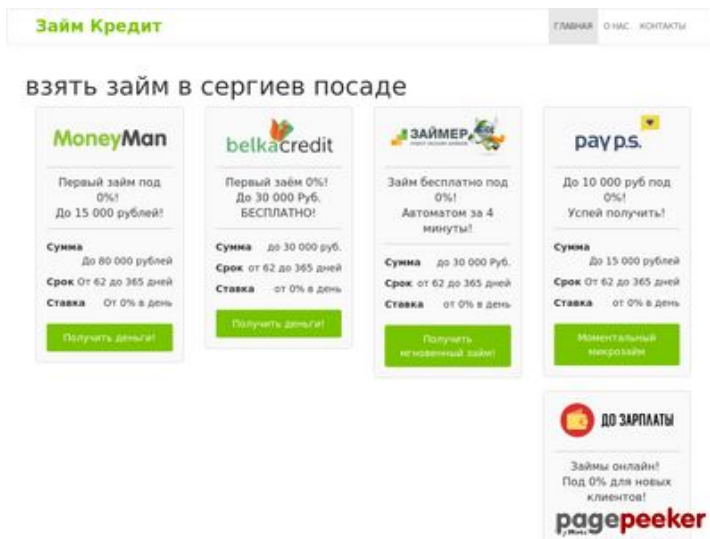 Займ Кредит
ГЛАВНАЯ О НАС. КОНТАКТЫ
взять займ в сергиев посаде
MoneyMan
Первый займ под
0%!
До 15 000 рублей!
Сумма
До 80 000 рублей
Срок От 62 до 365 дней
Ставка От 0% в день
Получить деньги!
belkacredit
Первый заём 0%!
До 30 000 Руб.
БЕСПЛАТНО!
Сумма до 30 000 руб.
Срок от 62 до 365 дней
Ставка от 0% в день
Получить деньги!
ЗАЙМЕР
Займ бесплатно под
0%!
Автоматом за 4
минуты!
Сумма до 30 000 Руб.
Срок от 62 до 365 дней
Ставка от 0% в день
Получить
мгновенный займ!
pay p.s.
До 10 000 руб под
0%!
Успей получить!
Сумма
До 15 000 рублей
Срок От 62 до 365 дней
Ставка от 0% в день
Моментальный
микрозайм
ДО ЗАРПЛАТЫ
Займы онлайн!
Под 0% для новых
клиентов!
pagepeeker